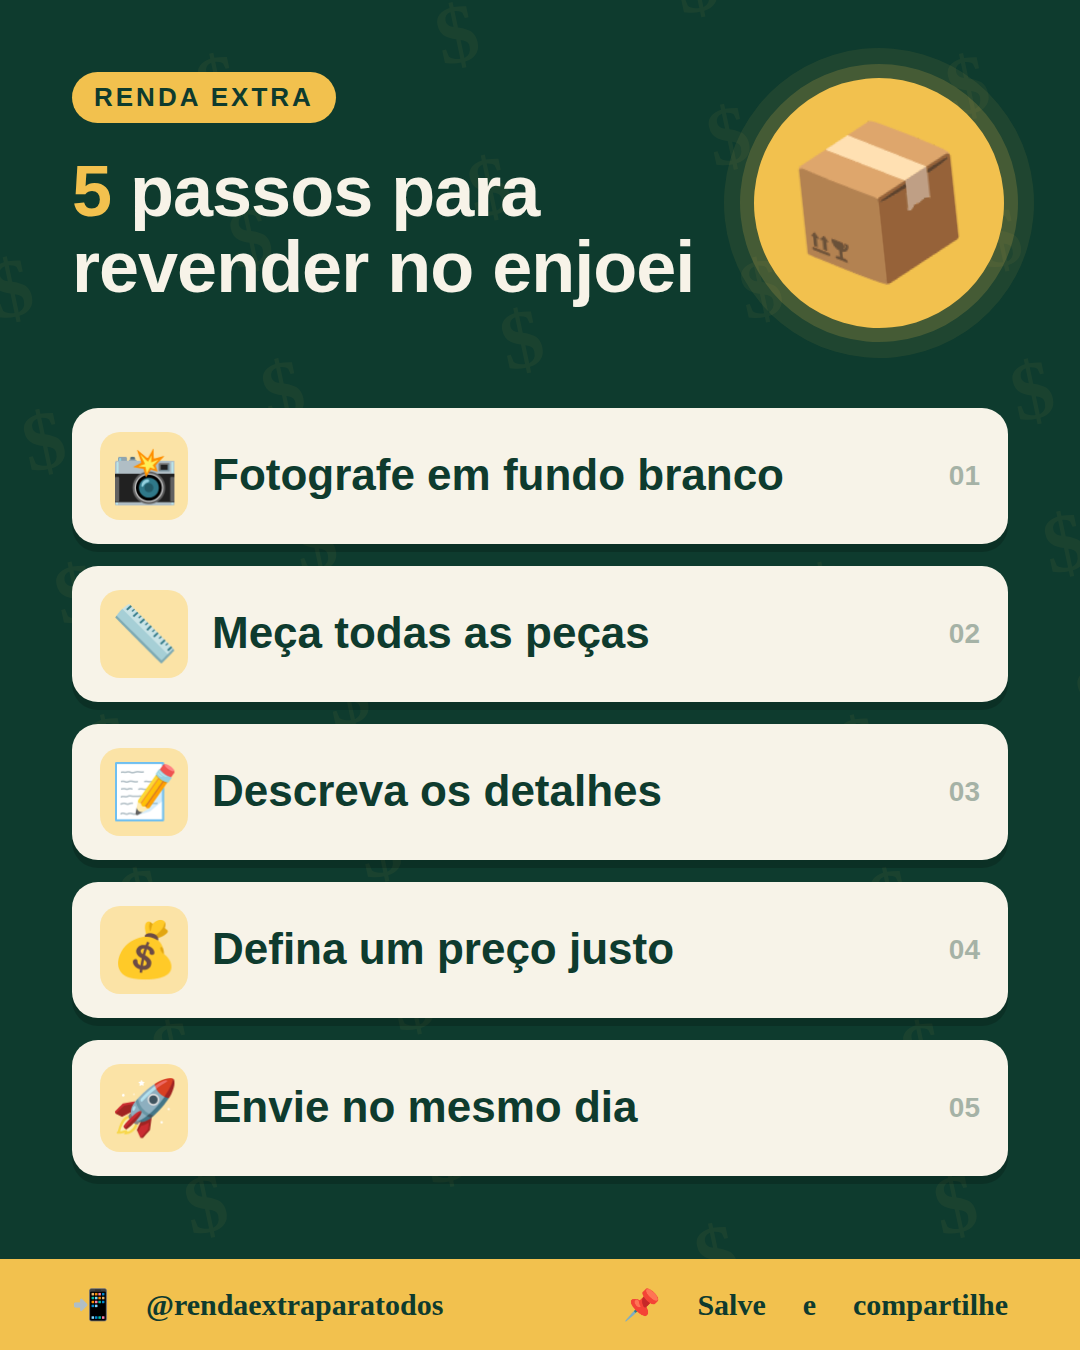 RENDA EXTRA
5 passos para
revender no enjoei
Fotografe em fundo branco
01
Meça todas as peças
02
Descreva os detalhes
03
Defina um preço justo
04
Envie no mesmo dia
05
@rendaextraparatodos
Salve e compartilhe